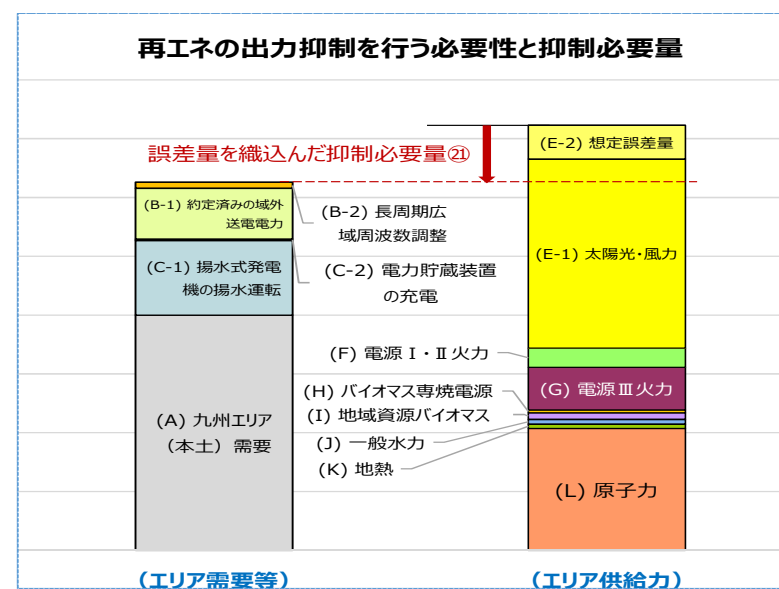 再エネの出力抑制を行う必要性と抑制必要量
誤差量を織込んだ抑制必要量㉑
(B-1) 約定済みの域外
送電電力
(B-2) 長周期広
域周波数調整
(C-1) 揚水式発電
機の揚水運転
(C-2) 電力貯蔵装置
の充電
(A) 九州エリア
（本土）需要
(E-2) 想定誤差量
(E-1) 太陽光・風力
(F) 電源Ⅰ・Ⅱ火力
(G) 電源Ⅲ火力
(H) バイオマス専焼電源
(I) 地域資源バイオマス
(J) 一般水力
(K) 地熱
(L) 原子力
（エリア需要等）
（エリア供給力）